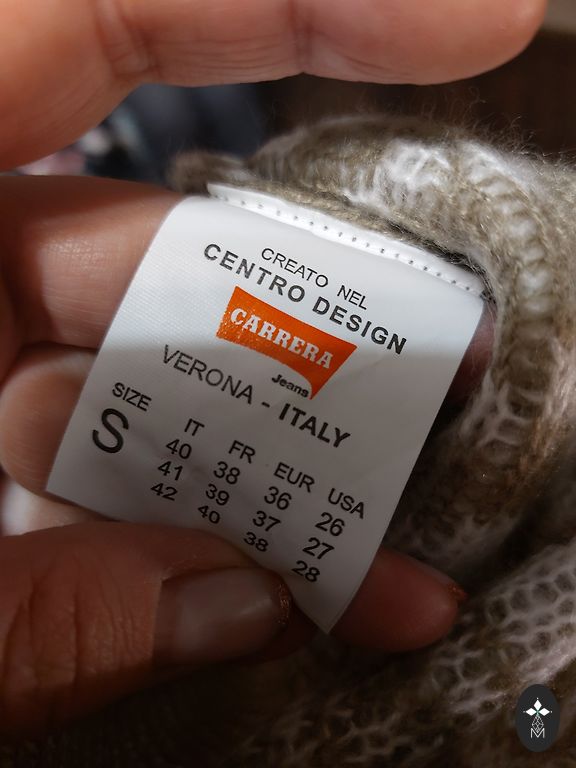 CREATO NEL
CENTRO DESIGN
CARRERA
Jeans
VERONA - ITALY
SIZE IT FR EUR USA
S 40 38 36 26
41 39 37 27
42 40 38 28
M